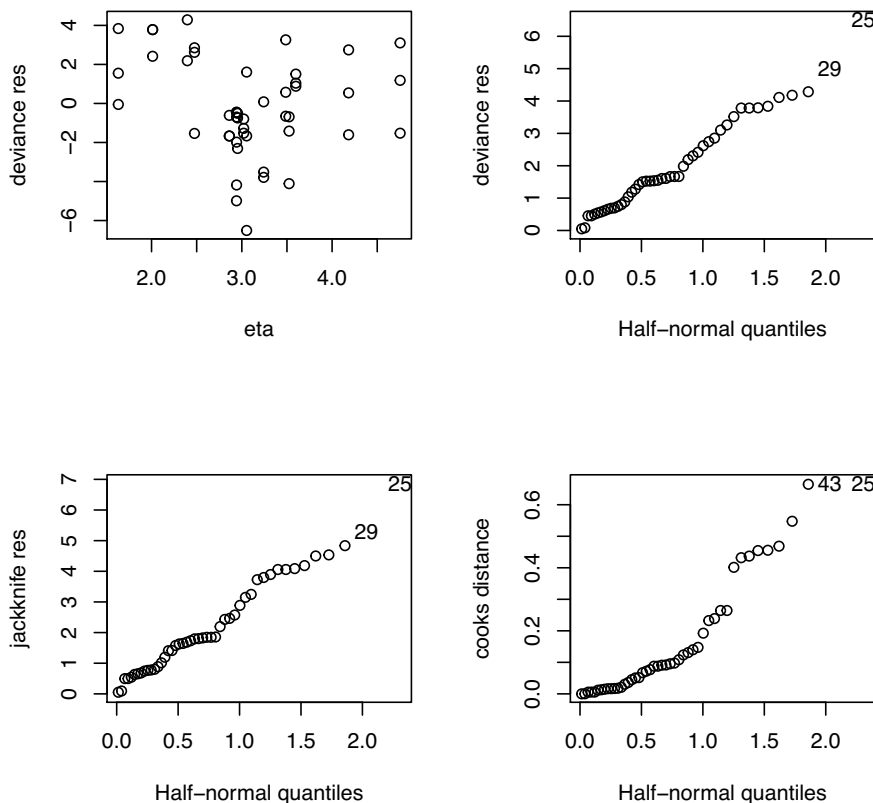 deviance res
4
2
0
−2
−6
2.0 3.0 4.0
eta
deviance res
6
5
4
3
2
1
0
25
29
0.0 0.5 1.0 1.5 2.0
Half−normal quantiles
jackknife res
7
6
5
4
3
2
1
0
25
29
0.0 0.5 1.0 1.5 2.0
Half−normal quantiles
cooks distance
0.6
0.4
0.2
0.0
43 25
0.0 0.5 1.0 1.5 2.0
Half−normal quantiles